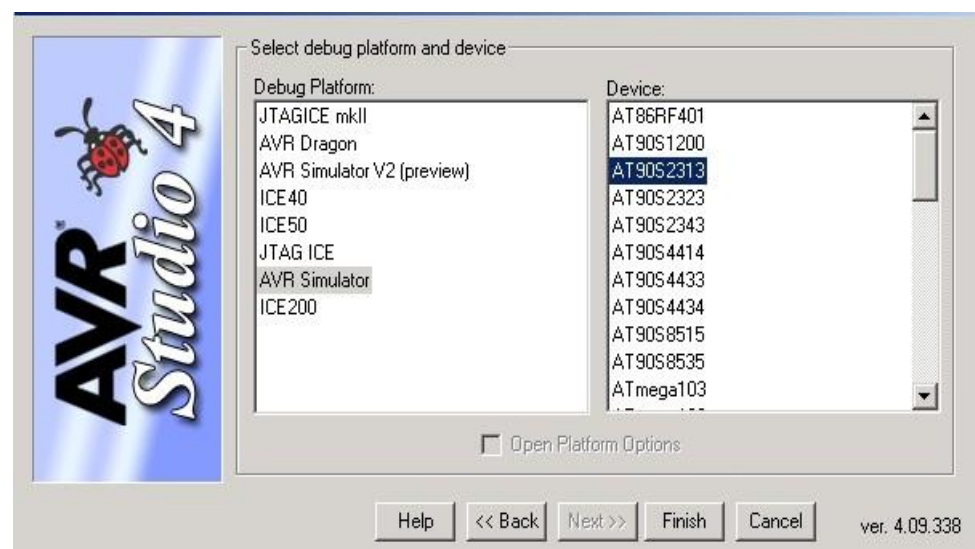 AVR® Studio 4
Select debug platform and device
Debug Platform:
JTAGICE mkII
AVR Dragon
AVR Simulator V2 (preview)
ICE40
ICE50
JTAG ICE
AVR Simulator
ICE200
Device:
AT86RF401
AT90S1200
AT90S2313
AT90S2323
AT90S2343
AT90S4414
AT90S4433
AT90S4434
AT90S8515
AT90S8535
ATmega103
Open Platform Options
Help << Back Next >> Finish Cancel ver. 4.09.338